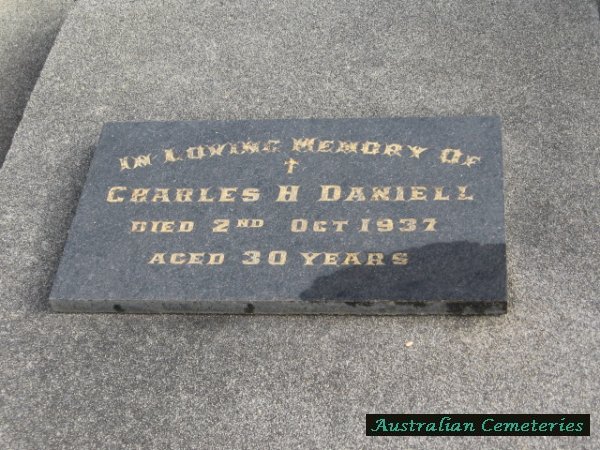 IN LOVING MEMORY OF
CHARLES H DANIELL
DIED 2ND OCT 1937
AGED 30 YEARS
Australian Cemeteries